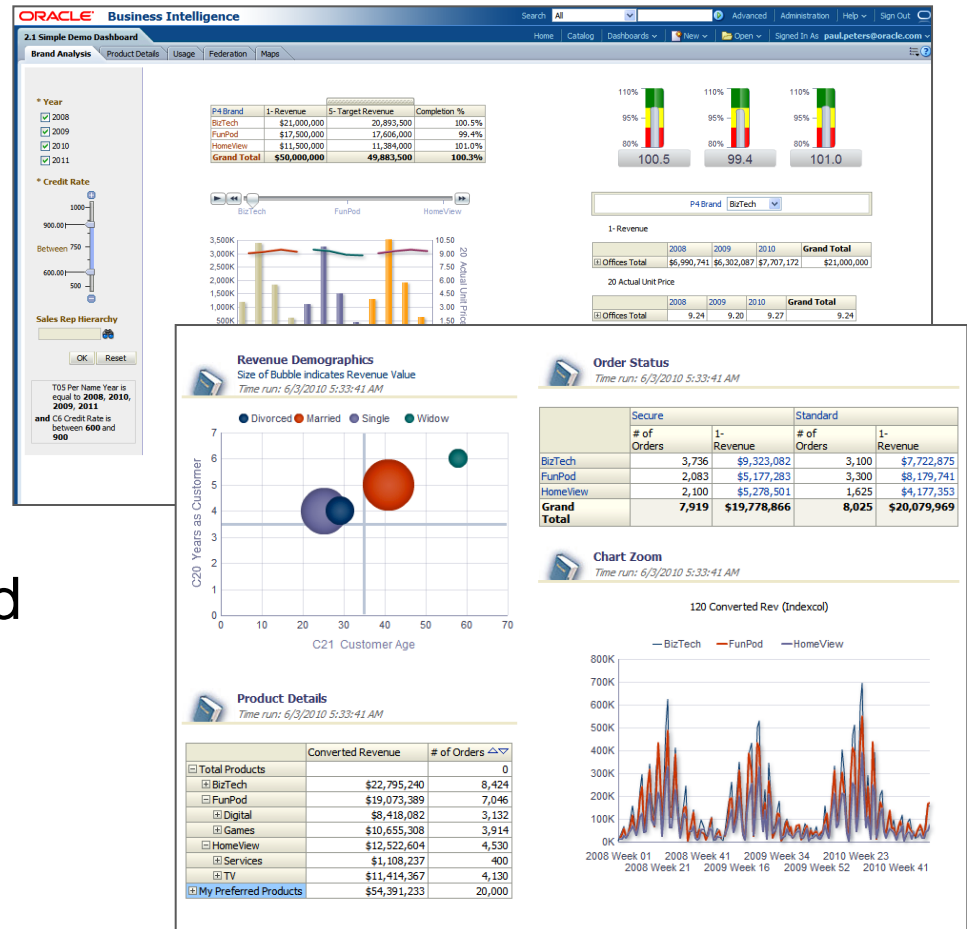 ORACLE Business Intelligence
Search All Advanced Administration Help Sign Out
2.1 Simple Demo Dashboard
Home Catalog Dashboards New Open Signed In As paul.peters@oracle.com
Brand Analysis Product Details Usage Federation Maps
* Year
2008
2009
2010
2011
* Credit Rate
1000
900.00
Between 750
600.00
500
Sales Rep Hierarchy
OK Reset
T05 Per Name Year is
equal to 2008, 2010,
2009, 2011
and C6 Credit Rate is
between 600 and
900
P4 Brand 1- Revenue 5- Target Revenue Completion %
BizTech $21,000,000 20,893,500 100.5%
FunPod $17,500,000 17,606,000 99.4%
HomeView $11,500,000 11,384,000 101.0%
Grand Total $50,000,000 49,883,500 100.3%
BizTech FunPod HomeView
3,500K 10.50
3,000K 9.00
2,500K 7.50
2,000K 6.00
1,500K 4.50
1,000K 3.00
500K 1.50
20 Actual Unit Price
110% 110% 110%
95% 95% 95%
80% 80% 80%
100.5 99.4 101.0
P4 Brand BizTech
1- Revenue
2008 2009 2010 Grand Total
Offices Total $6,990,741 $6,302,087 $7,707,172 $21,000,000
20 Actual Unit Price
2008 2009 2010 Grand Total
Offices Total 9.24 9.20 9.27 9.24
d
Revenue Demographics
Size of Bubble indicates Revenue Value
Time run: 6/3/2010 5:33:41 AM
Divorced Married Single Widow
7
6
5
4
3
2
1
0
C20 Years as Customer
0 10 20 30 40 50 60 70
C21 Customer Age
Order Status
Time run: 6/3/2010 5:33:41 AM
Secure Standard
# of Orders 1- Revenue # of Orders 1- Revenue
BizTech 3,736 $9,323,082 3,100 $7,722,875
FunPod 2,083 $5,177,283 3,300 $8,179,741
HomeView 2,100 $5,278,501 1,625 $4,177,353
Grand Total 7,919 $19,778,866 8,025 $20,079,969
Product Details
Time run: 6/3/2010 5:33:41 AM
Converted Revenue # of Orders
Total Products 0
BizTech $22,795,240 8,424
FunPod $19,073,389 7,046
Digital $8,418,082 3,132
Games $10,655,308 3,914
HomeView $12,522,604 4,530
Services $1,108,237 400
TV $11,414,367 4,130
My Preferred Products $54,391,233 20,000
Chart Zoom
Time run: 6/3/2010 5:33:41 AM
120 Converted Rev (Indexcol)
BizTech FunPod HomeView
800K
700K
600K
500K
400K
300K
200K
100K
0K
2008 Week 01 2008 Week 41 2009 Week 34 2010 Week 23
2008 Week 21 2009 Week 16 2009 Week 52 2010 Week 41